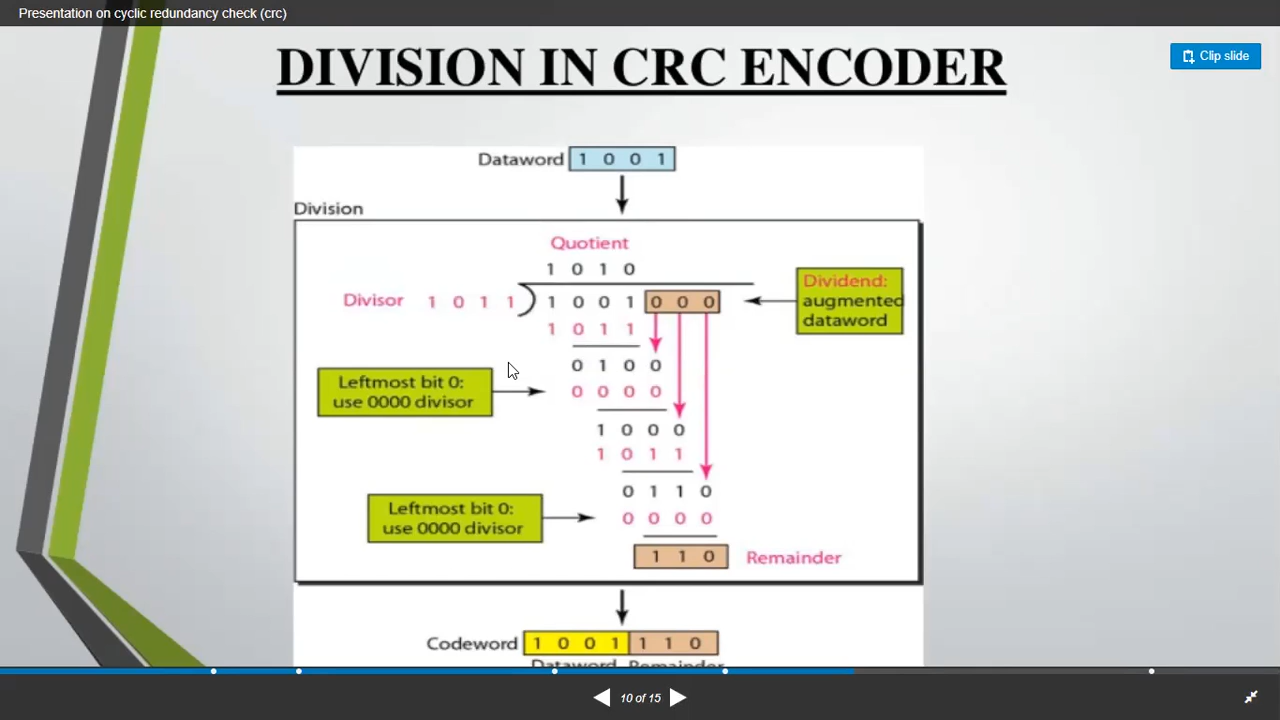 Presentation on cyclic redundancy check (crc)
DIVISION IN CRC ENCODER
Clip slide
Dataword 1 0 0 1
Division
Quotient
1 0 1 0
Divisor 1 0 1 1 ) 1 0 0 1 0 0 0
Dividend:
augmented
dataword
1 0 1 1
0 1 0 0
Leftmost bit 0:
use 0000 divisor
0 0 0 0
1 0 0 0
1 0 1 1
0 1 1 0
Leftmost bit 0:
use 0000 divisor
0 0 0 0
1 1 0 Remainder
Codeword 1 0 0 1 1 1 0
Dataword Remainder
10 of 15